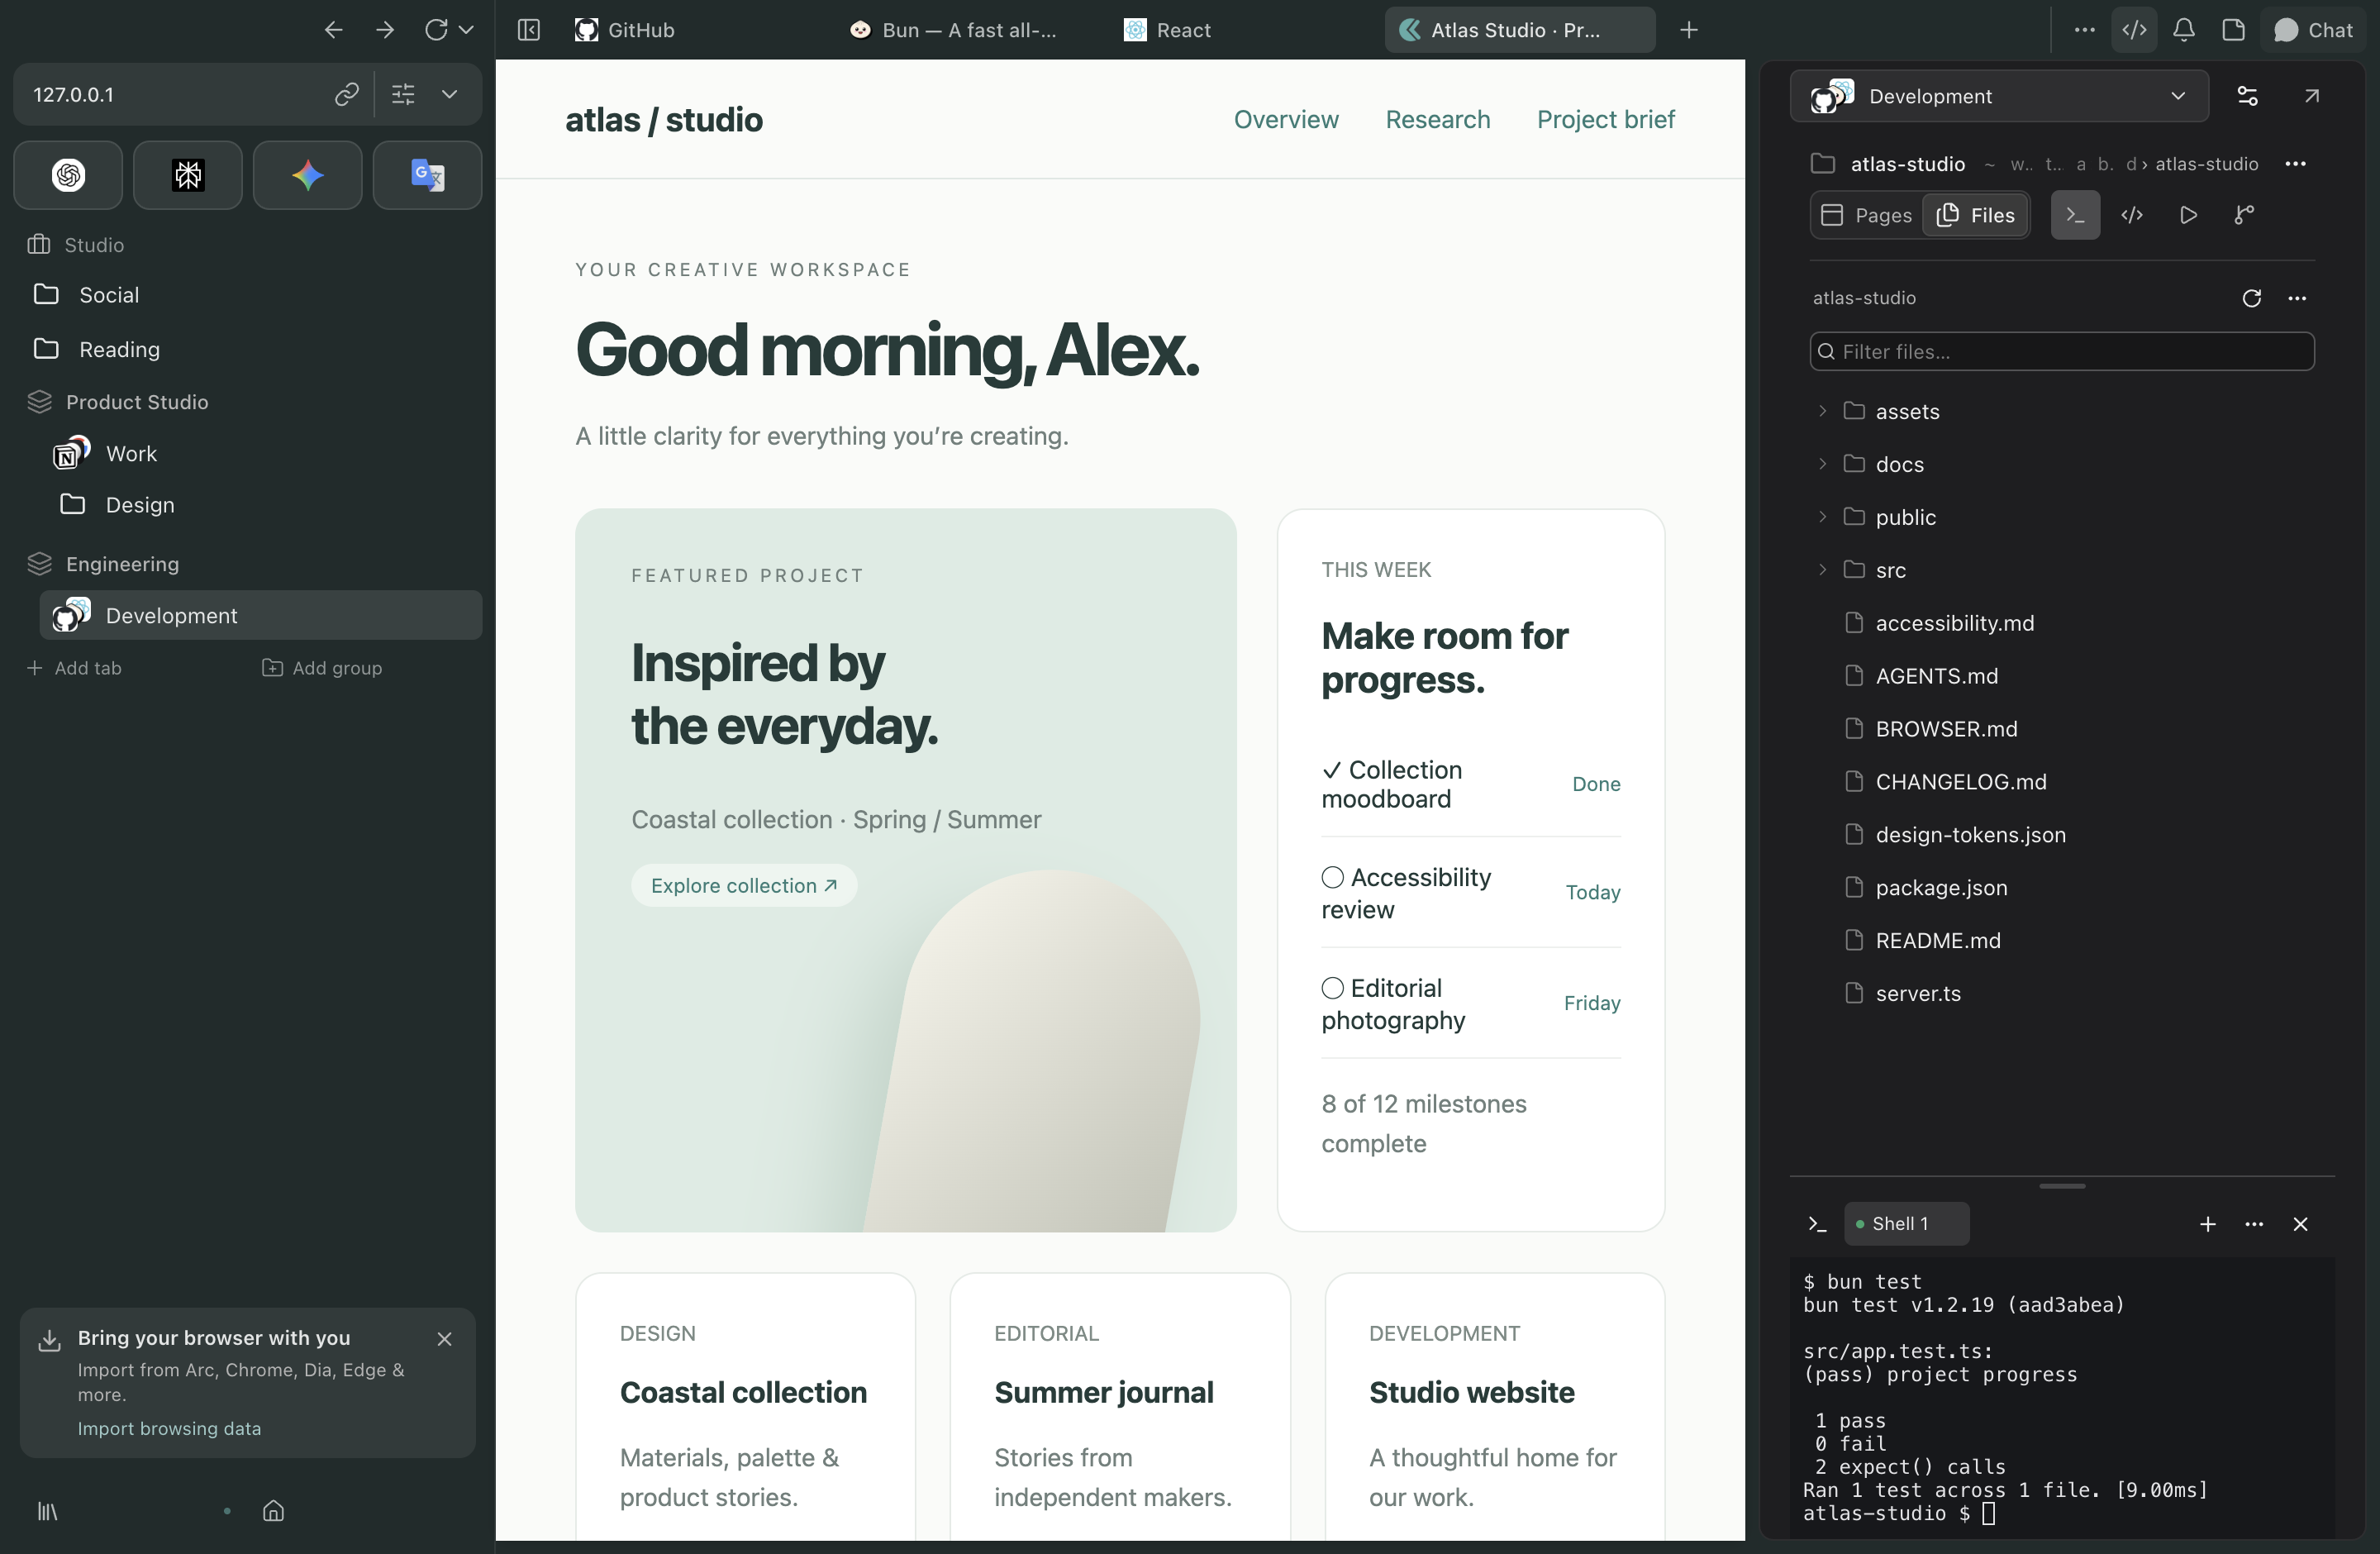 GitHub
Bun — A fast all-...
React
Atlas Studio · Pr...
Chat
127.0.0.1
Studio
Social
Reading
Product Studio
Work
Design
Engineering
Development
Add tab
Add group
Bring your browser with you
Import from Arc, Chrome, Dia, Edge &
more.
Import browsing data
atlas / studio
Overview
Research
Project brief
YOUR CREATIVE WORKSPACE
Good morning, Alex.
A little clarity for everything you’re creating.
FEATURED PROJECT
Inspired by
the everyday.
Coastal collection · Spring / Summer
Explore collection ↗
THIS WEEK
Make room for
progress.
✓ Collection
moodboard
Done
○ Accessibility
review
Today
○ Editorial
photography
Friday
8 of 12 milestones
complete
DESIGN
Coastal collection
Materials, palette &
product stories.
EDITORIAL
Summer journal
Stories from
independent makers.
DEVELOPMENT
Studio website
A thoughtful home for
our work.
Development
atlas-studio ~ w.. t... a b. d › atlas-studio
Pages
Files
atlas-studio
Filter files...
assets
docs
public
src
accessibility.md
AGENTS.md
BROWSER.md
CHANGELOG.md
design-tokens.json
package.json
README.md
server.ts
Shell 1
$ bun test
bun test v1.2.19 (aad3abea)
src/app.test.ts:
(pass) project progress
1 pass
0 fail
2 expect() calls
Ran 1 test across 1 file. [9.00ms]
atlas-studio $